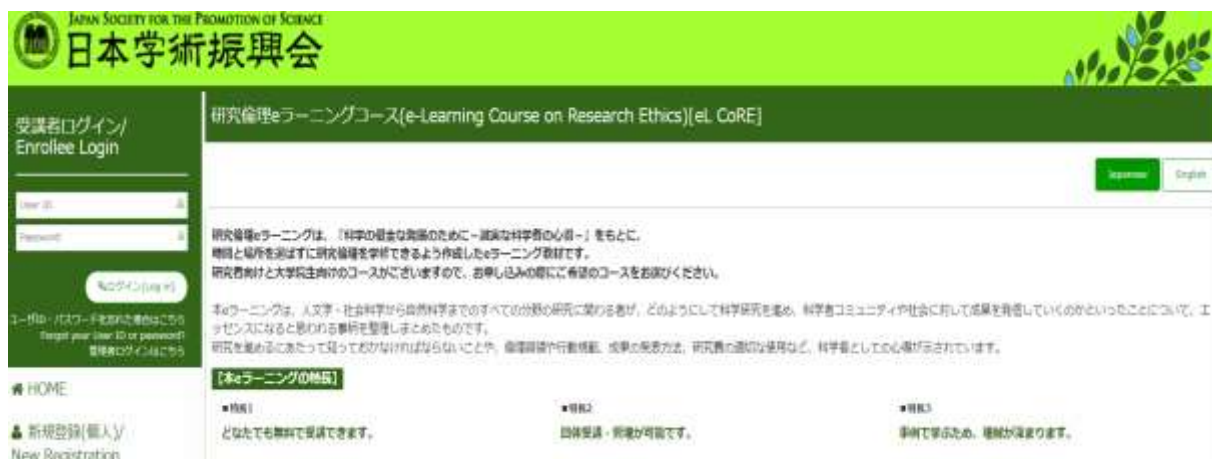 JAPAN SOCIETY FOR THE PROMOTION OF SCIENCE
日本学術振興会
受講者ログイン/
Enrollee Login
User ID
Password
ログイン(Log in)
ユーザID・パスワードを忘れた場合はこちら
Forgot your User ID or password?
管理者ログインはこちら
HOME
新規登録(個人)/
New Registration
研究倫理eラーニングコース(e-Learning Course on Research Ethics)[eL CoRE]
Japanese English
研究倫理eラーニングは、『科学の健全な発展のために－誠実な科学者の心得－』をもとに、
時間と場所を選ばずに研究倫理を学修できるよう作成したeラーニング教材です。
研究者向けと大学院生向けのコースがございますので、お申し込みの際にご希望のコースをお選びください。
本eラーニングは、人文学・社会科学から自然科学までのすべての分野の研究に関わる者が、どのようにして科学研究を進め、科学者コミュニティや社会に対して成果を発信していくのかといったことについて、エ
ッセンスになると思われる事柄を整理しまとめたものです。
研究を進めるにあたって知っておかなければならないことや、倫理綱領や行動規範、成果の発表方法、研究費の適切な使用など、科学者としての心得が示されています。
【本eラーニングの特長】
■特長1
どなたでも無料で受講できます。
■特長2
団体受講・管理が可能です。
■特長3
事例で学ぶため、理解が深まります。